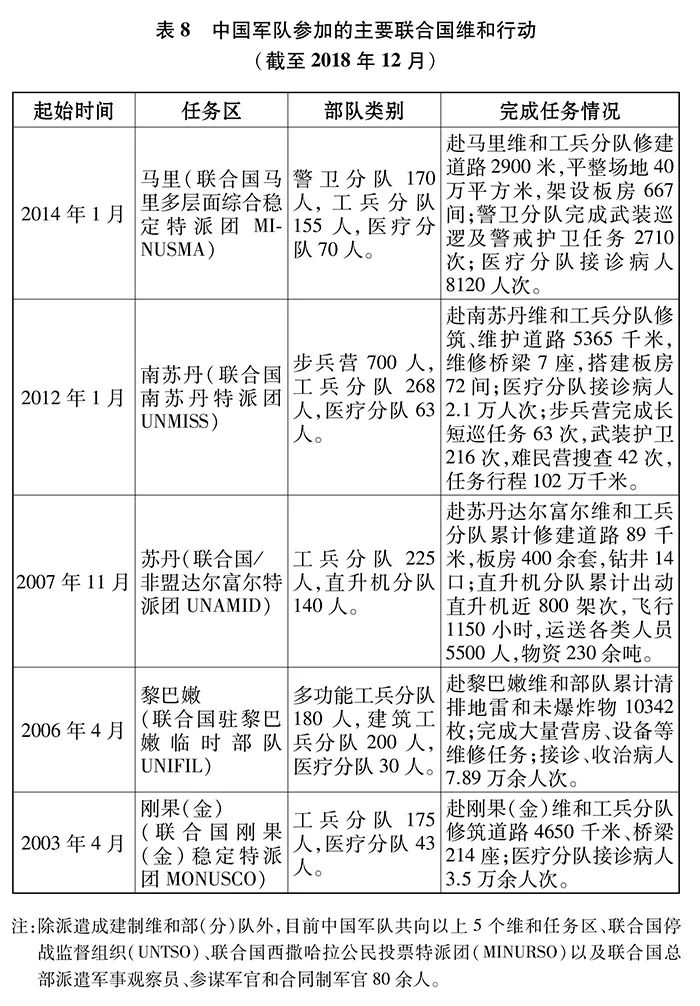 表 8 中国军队参加的主要联合国维和行动
(截至 2018 年 12 月)
起始时间
任务区
部队类别
完成任务情况
2014 年 1 月
马里(联合国马
里多层面综合稳
定特派团 MI-
NUSMA)
警卫分队 170
人,工兵分队
155 人,医疗分
队 70 人。
赴马里维和工兵分队修建
道路 2900 米,平整场地 40
万平方米,架设板房 667
间;警卫分队完成武装巡
逻及警戒护卫任务 2710
次;医疗分队接诊病人
8120 人次。
2012 年 1 月
南苏丹(联合国
南苏丹特派团
UNMISS)
步兵营 700 人,
工兵分队 268
人,医疗分队 63
人。
赴南苏丹维和工兵分队修
筑、维护道路 5365 千米,
维修桥梁 7 座,搭建板房
72 间;医疗分队接诊病人
2.1 万人次;步兵营完成长
短巡任务 63 次,武装护卫
216 次,难民营搜查 42 次,
任务行程 102 万千米。
2007 年 11 月
苏丹(联合国/
非盟达尔富尔特
派团 UNAMID)
工兵分队 225
人,直升机分队
140 人。
赴苏丹达尔富尔维和工兵
分队累计修建道路 89 千
米,板房 400 余套,钻井 14
口;直升机分队累计出动
直升机近 800 架次,飞行
1150 小时,运送各类人员
5500 人,物资 230 余吨。
2006 年 4 月
黎巴嫩
(联合国驻黎巴
嫩临时部队
UNIFIL)
多功能工兵分队
180 人,建筑工
兵分队 200 人,
医疗分队 30 人。
赴黎巴嫩维和部队累计清
排地雷和未爆炸物 10342
枚;完成大量营房、设备等
维修任务;接诊、收治病人
7.89 万余人次。
2003 年 4 月
刚果(金)
(联合国刚果
(金)稳定特派
团 MONUSCO)
工兵分队 175
人,医疗分队 43
人。
赴刚果(金)维和工兵分队
修筑道路 4650 千米、桥梁
214 座;医疗分队接诊病人
3.5 万余人次。
注:除派遣成建制维和部(分)队外,目前中国军队共向以上 5 个维和任务区、联合国停
战监督组织(UNTSO)、联合国西撒哈拉公民投票特派团(MINURSO)以及联合国总
部派遣军事观察员、参谋军官和合同制军官 80 余人。